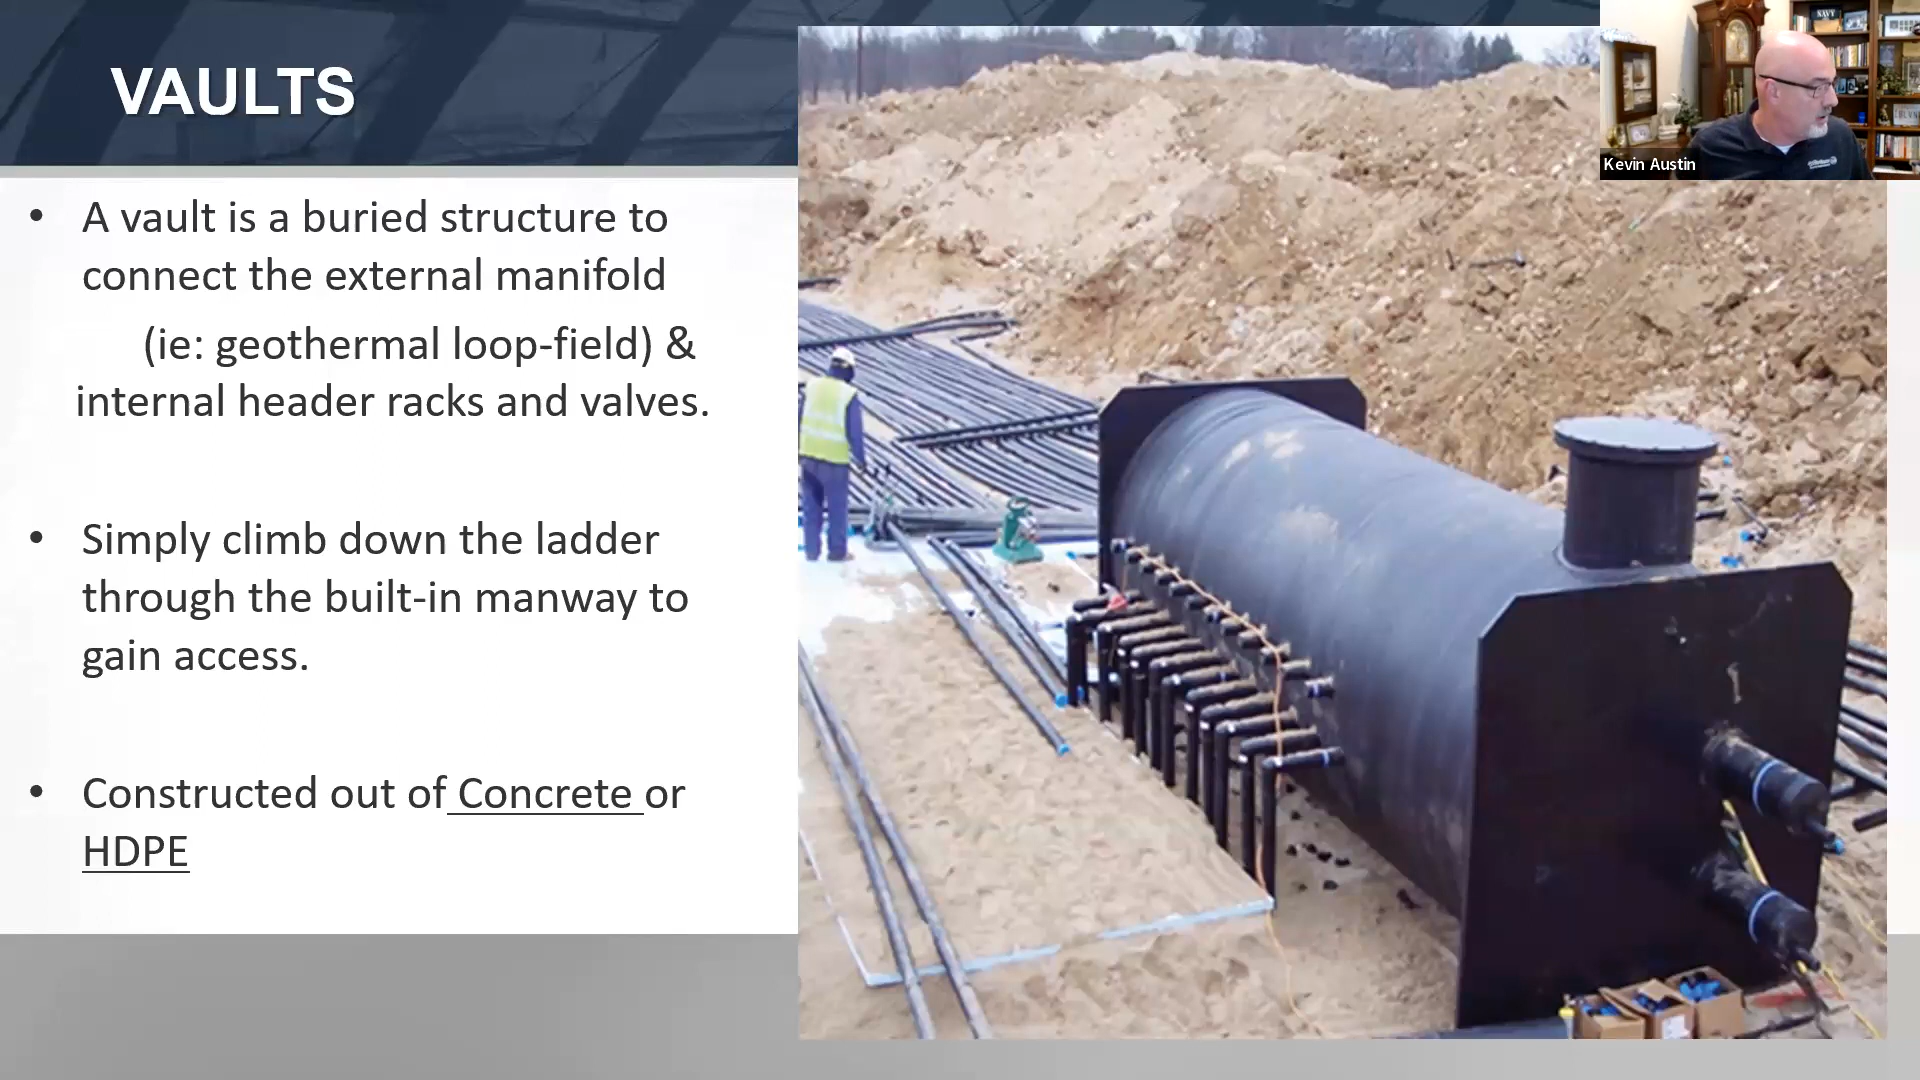 VAULTS
• A vault is a buried structure to
connect the external manifold
(ie: geothermal loop-field) &
internal header racks and valves.
• Simply climb down the ladder
through the built-in manway to
gain access.
• Constructed out of Concrete or
HDPE
NAVY
Kevin Austin